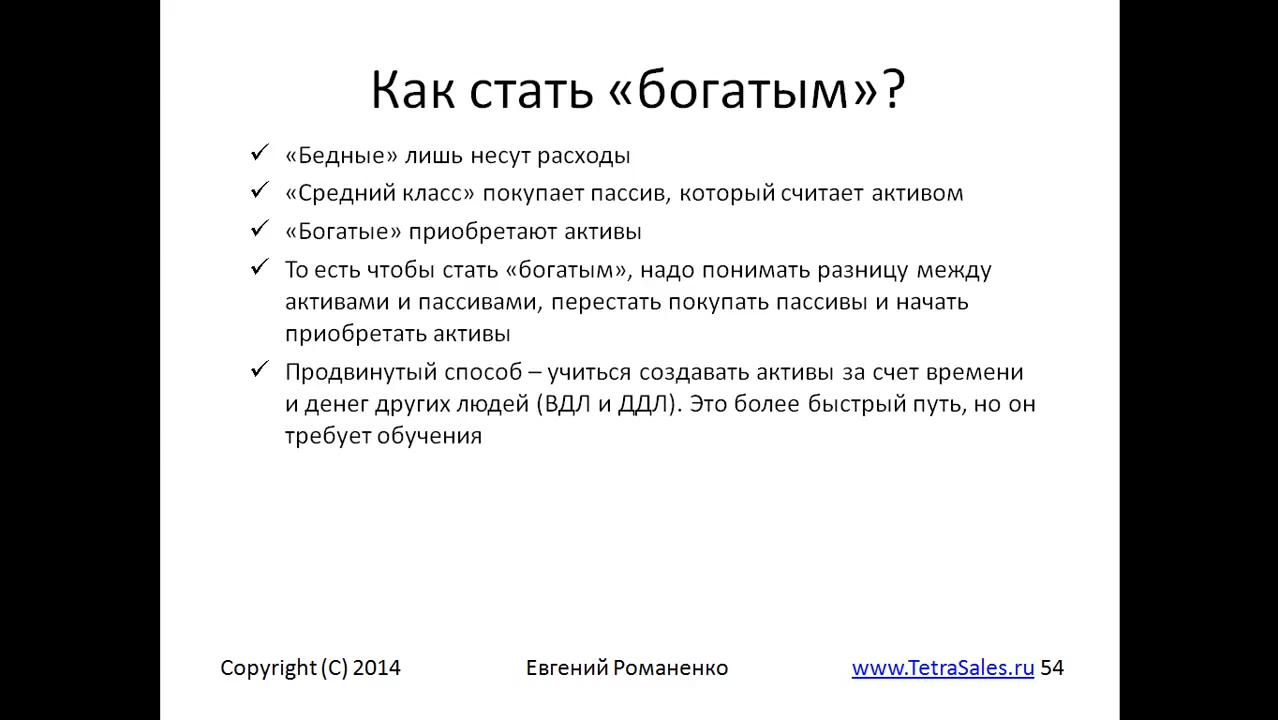 Как стать «богатым»?
✓ «Бедные» лишь несут расходы
✓ «Средний класс» покупает пассив, который считает активом
✓ «Богатые» приобретают активы
✓ То есть чтобы стать «богатым», надо понимать разницу между
активами и пассивами, перестать покупать пассивы и начать
приобретать активы
✓ Продвинутый способ – учиться создавать активы за счет времени
и денег других людей (ВДЛ и ДДЛ). Это более быстрый путь, но он
требует обучения
Copyright (C) 2014 Евгений Романенко www.TetraSales.ru 54